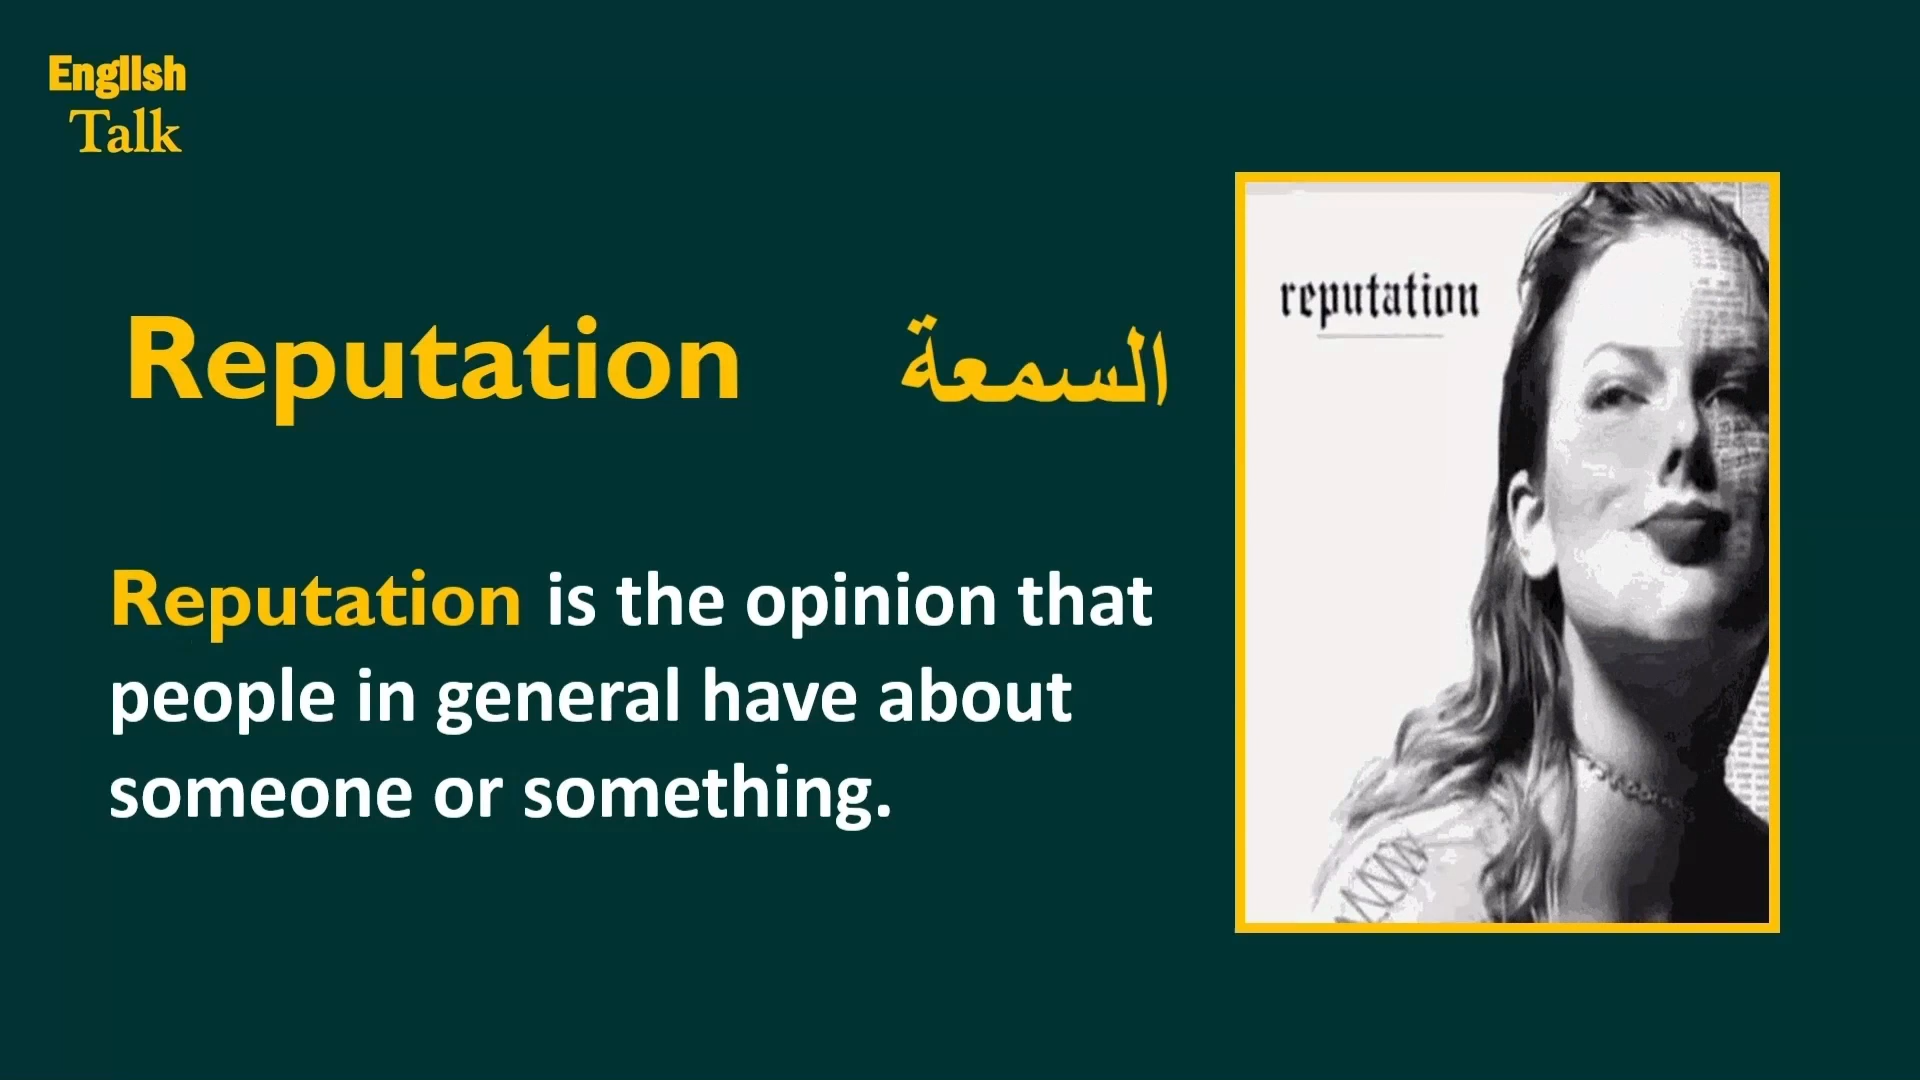 English
Talk
Reputation السمعة
reputation
Reputation is the opinion that
people in general have about
someone or something.